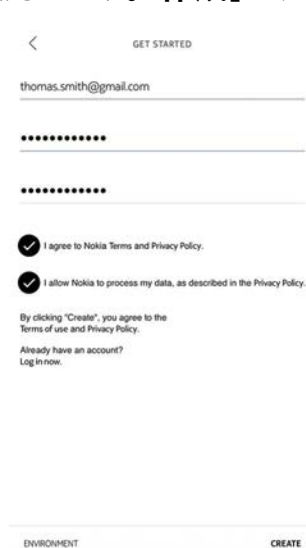 GET STARTED
thomas.smith@gmail.com
••••••••••••
••••••••••••
I agree to Nokia Terms and Privacy Policy.
I allow Nokia to process my data, as described in the Privacy Policy.
By clicking "Create", you agree to the
Terms of use and Privacy Policy.
Already have an account?
Log in now.
ENVIRONMENT CREATE